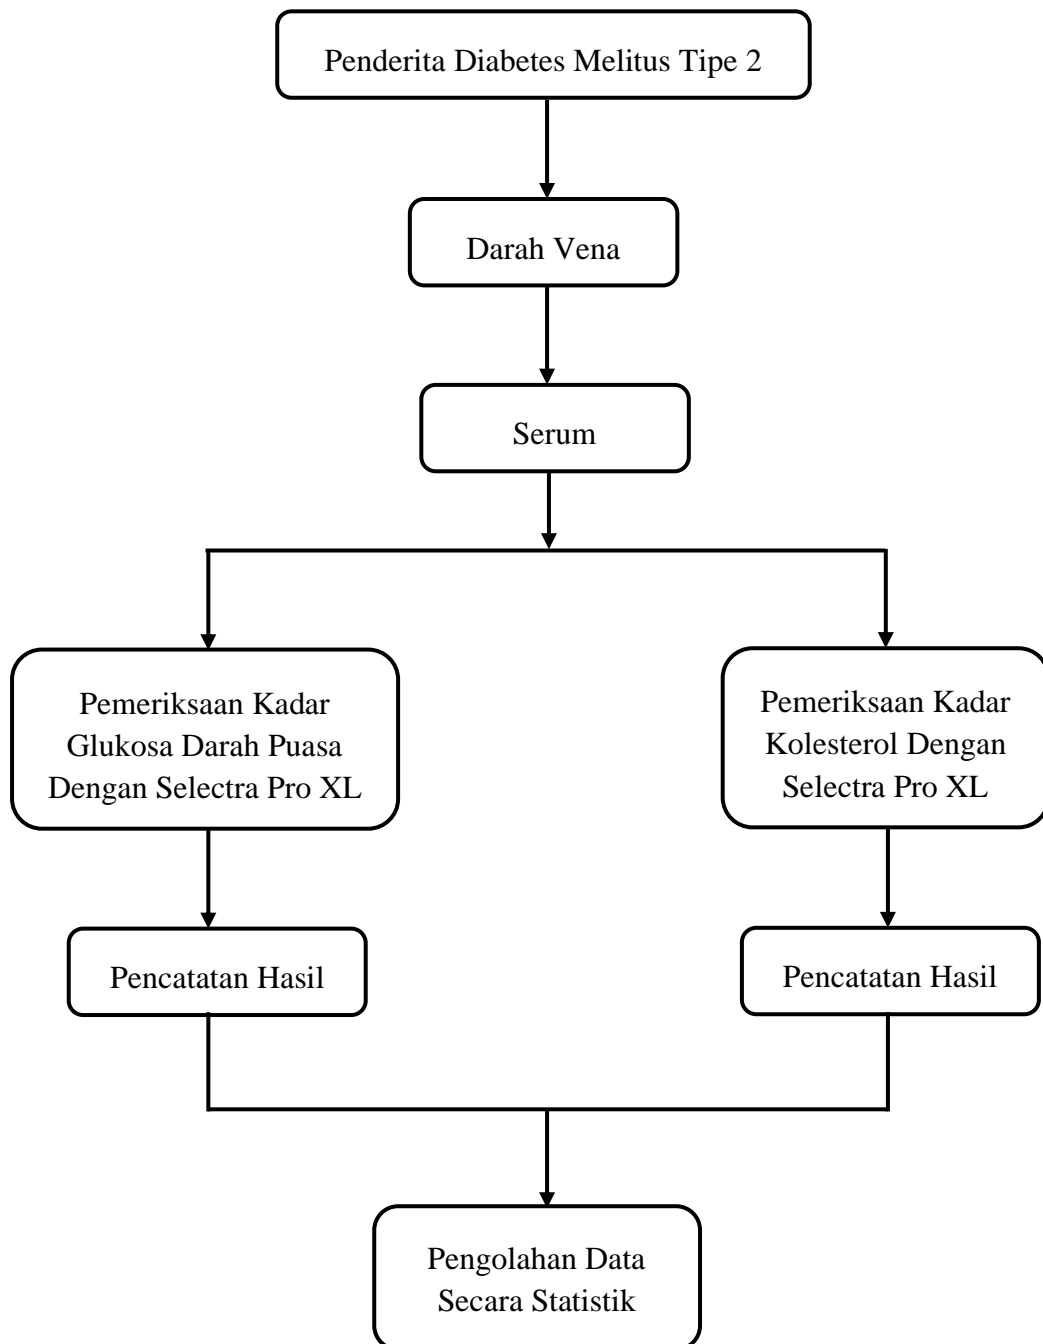 Penderita Diabetes Melitus Tipe 2
Darah Vena
Serum
Pemeriksaan Kadar
Glukosa Darah Puasa
Dengan Selectra Pro XL
Pemeriksaan Kadar
Kolesterol Dengan
Selectra Pro XL
Pencatatan Hasil
Pencatatan Hasil
Pengolahan Data
Secara Statistik